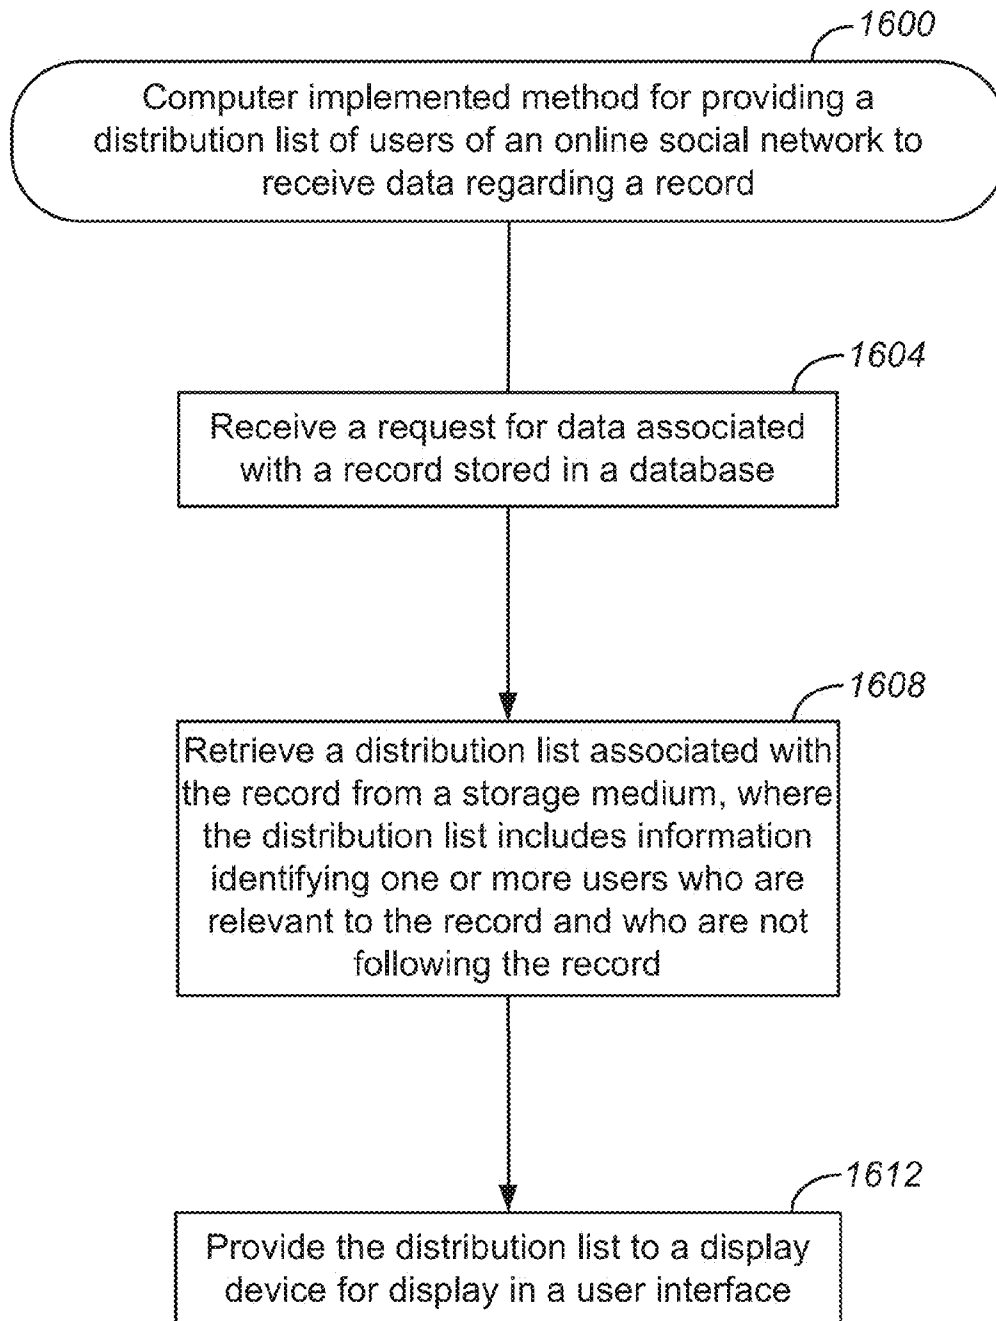 1600
Computer implemented method for providing a
distribution list of users of an online social network to
receive data regarding a record
1604
Receive a request for data associated
with a record stored in a database
1608
Retrieve a distribution list associated with
the record from a storage medium, where
the distribution list includes information
identifying one or more users who are
relevant to the record and who are not
following the record
1612
Provide the distribution list to a display
device for display in a user interface